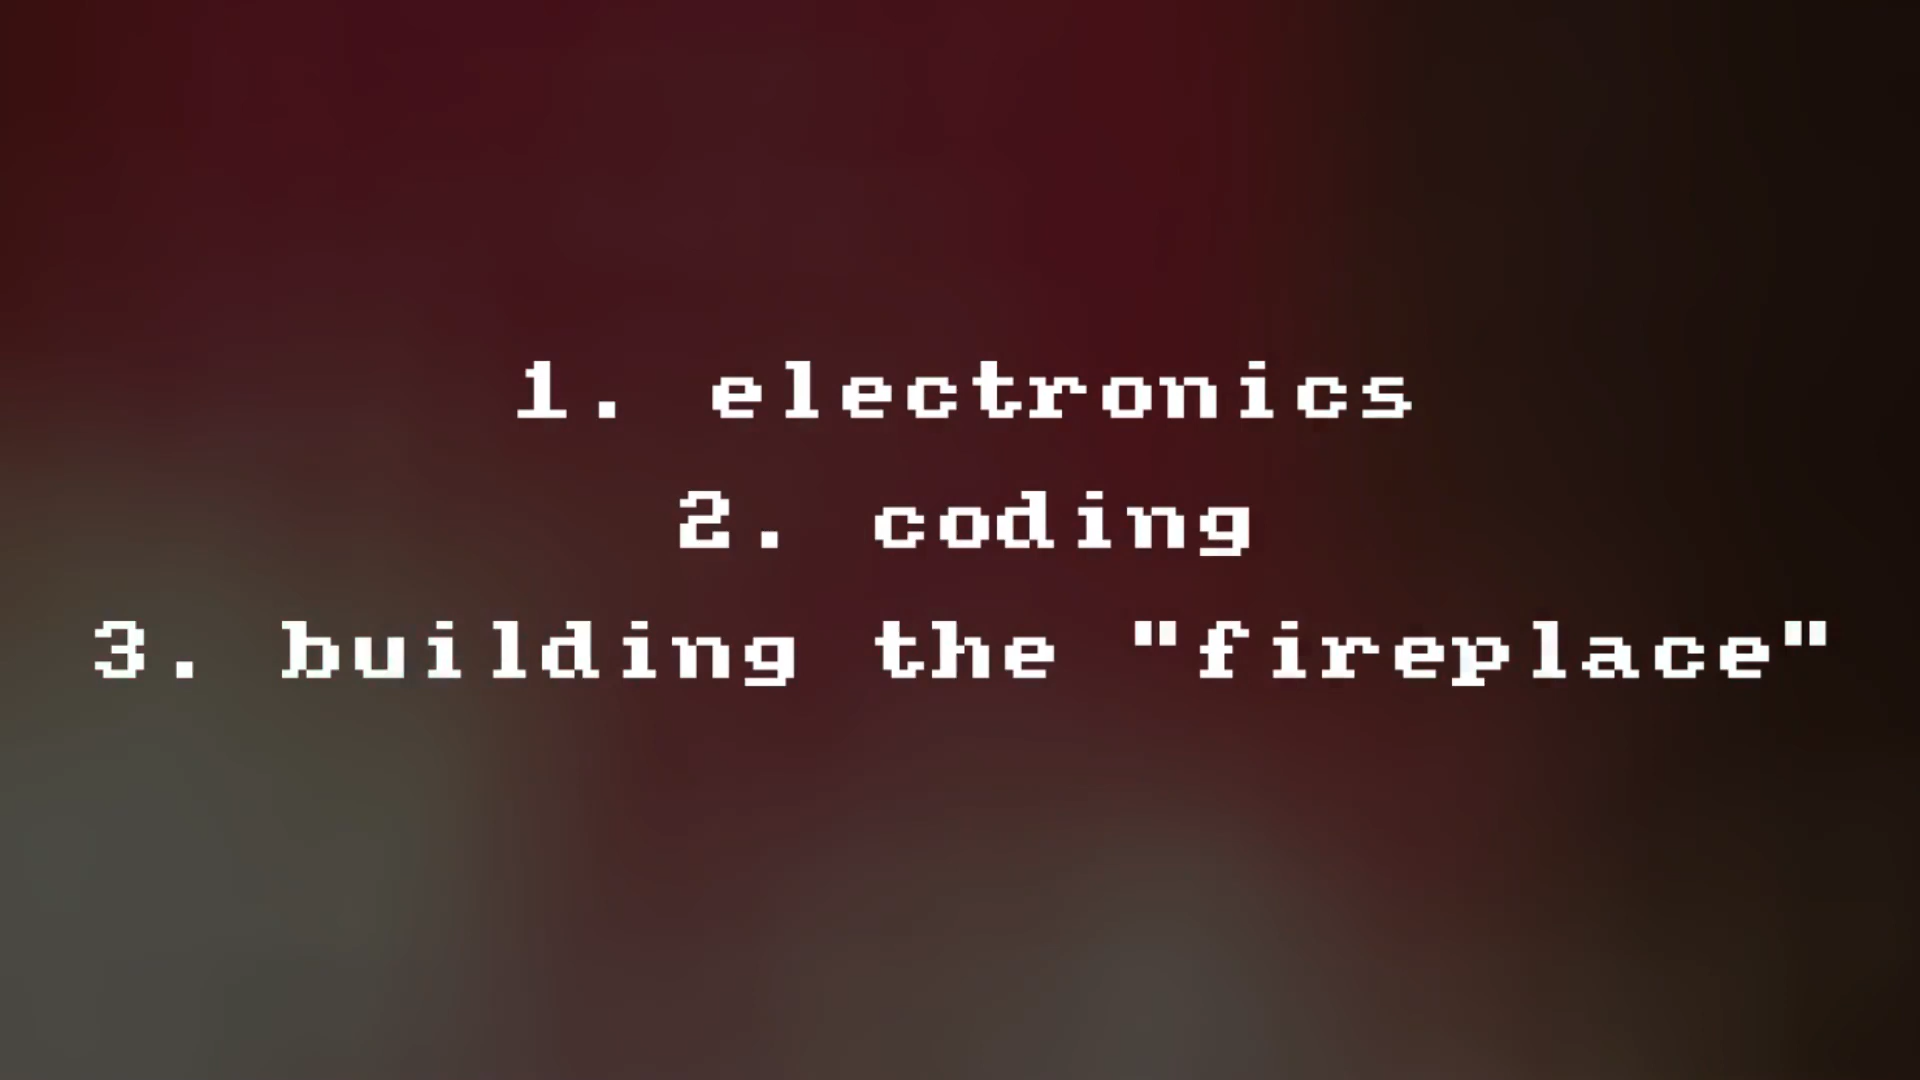 1. electronics
2. coding
3. building the "fireplace"